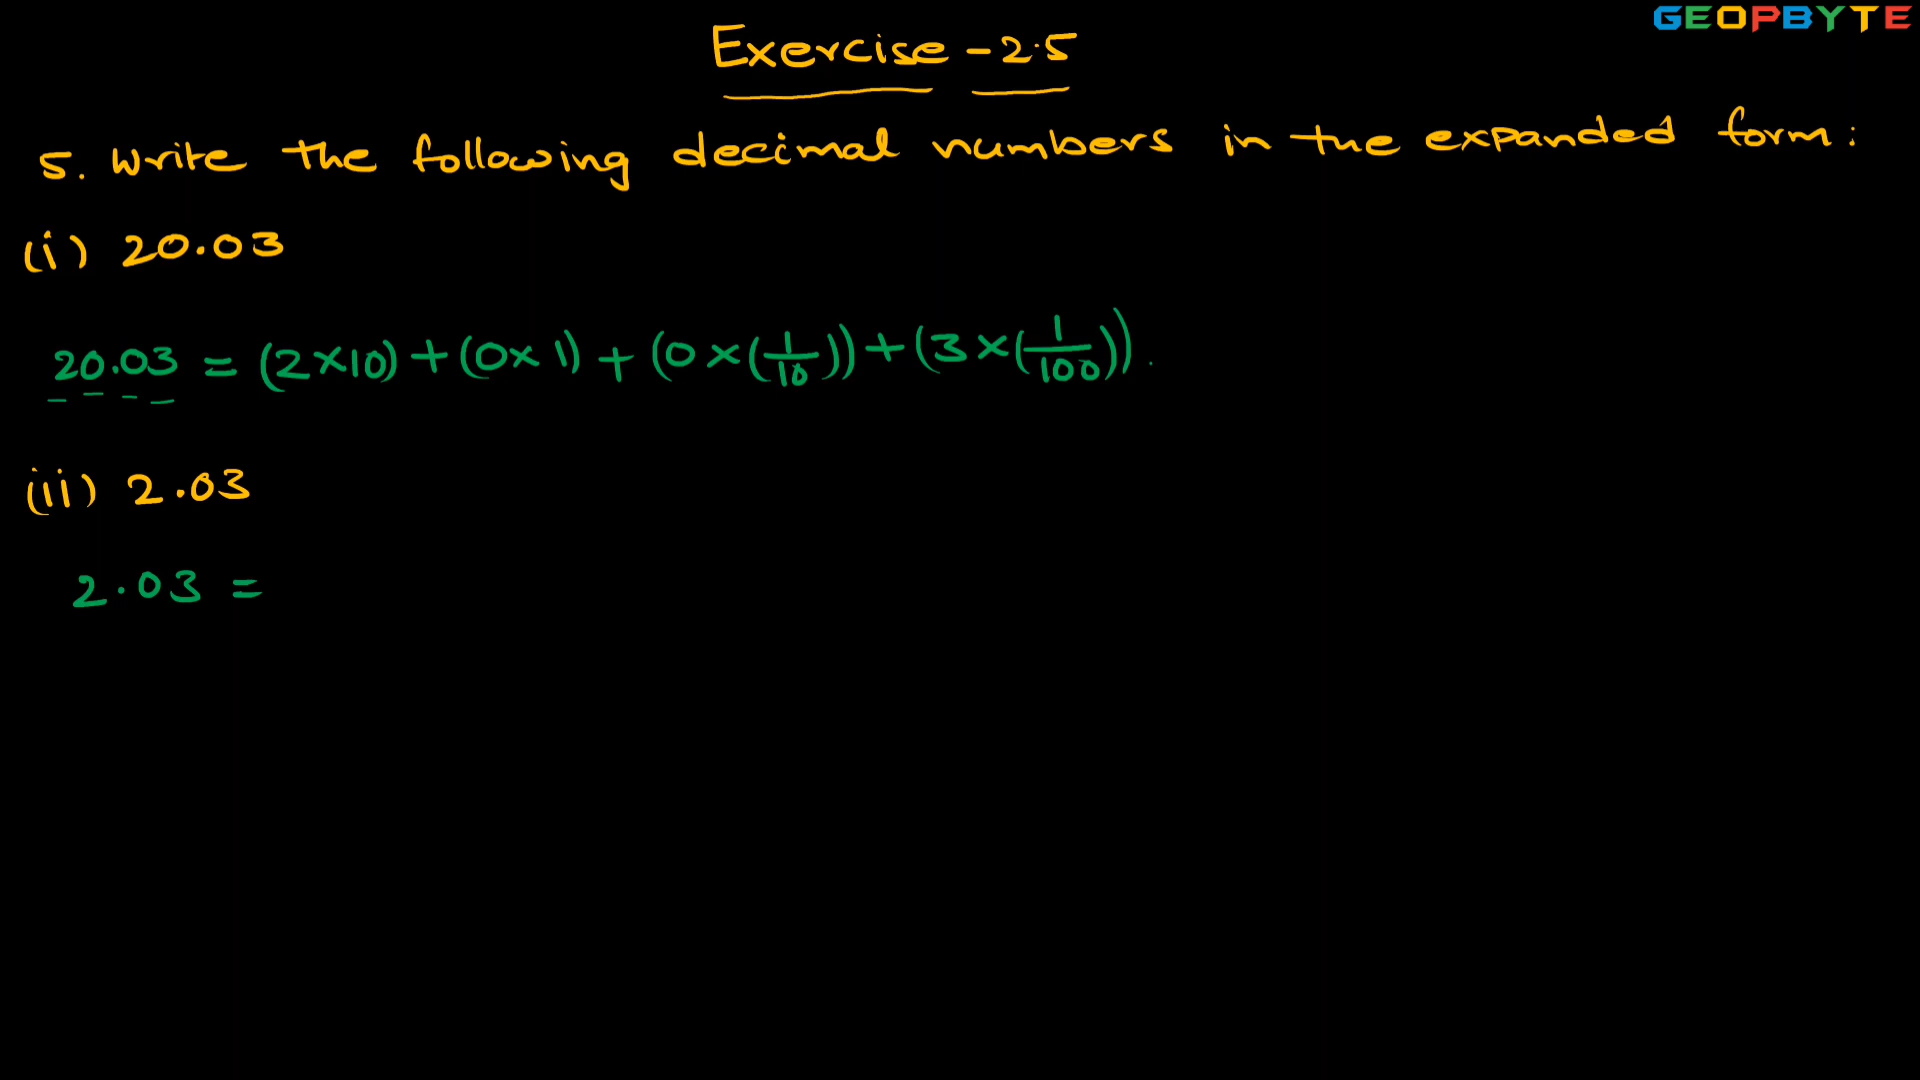 GEOPBYTE
Exercise - 2.5
5. Write the following decimal numbers in the expanded form:
(i) 20.03
20.03 = (2×10) + (0×1) + (0×(1/10)) + (3×(1/100)).
(ii) 2.03
2.03 =